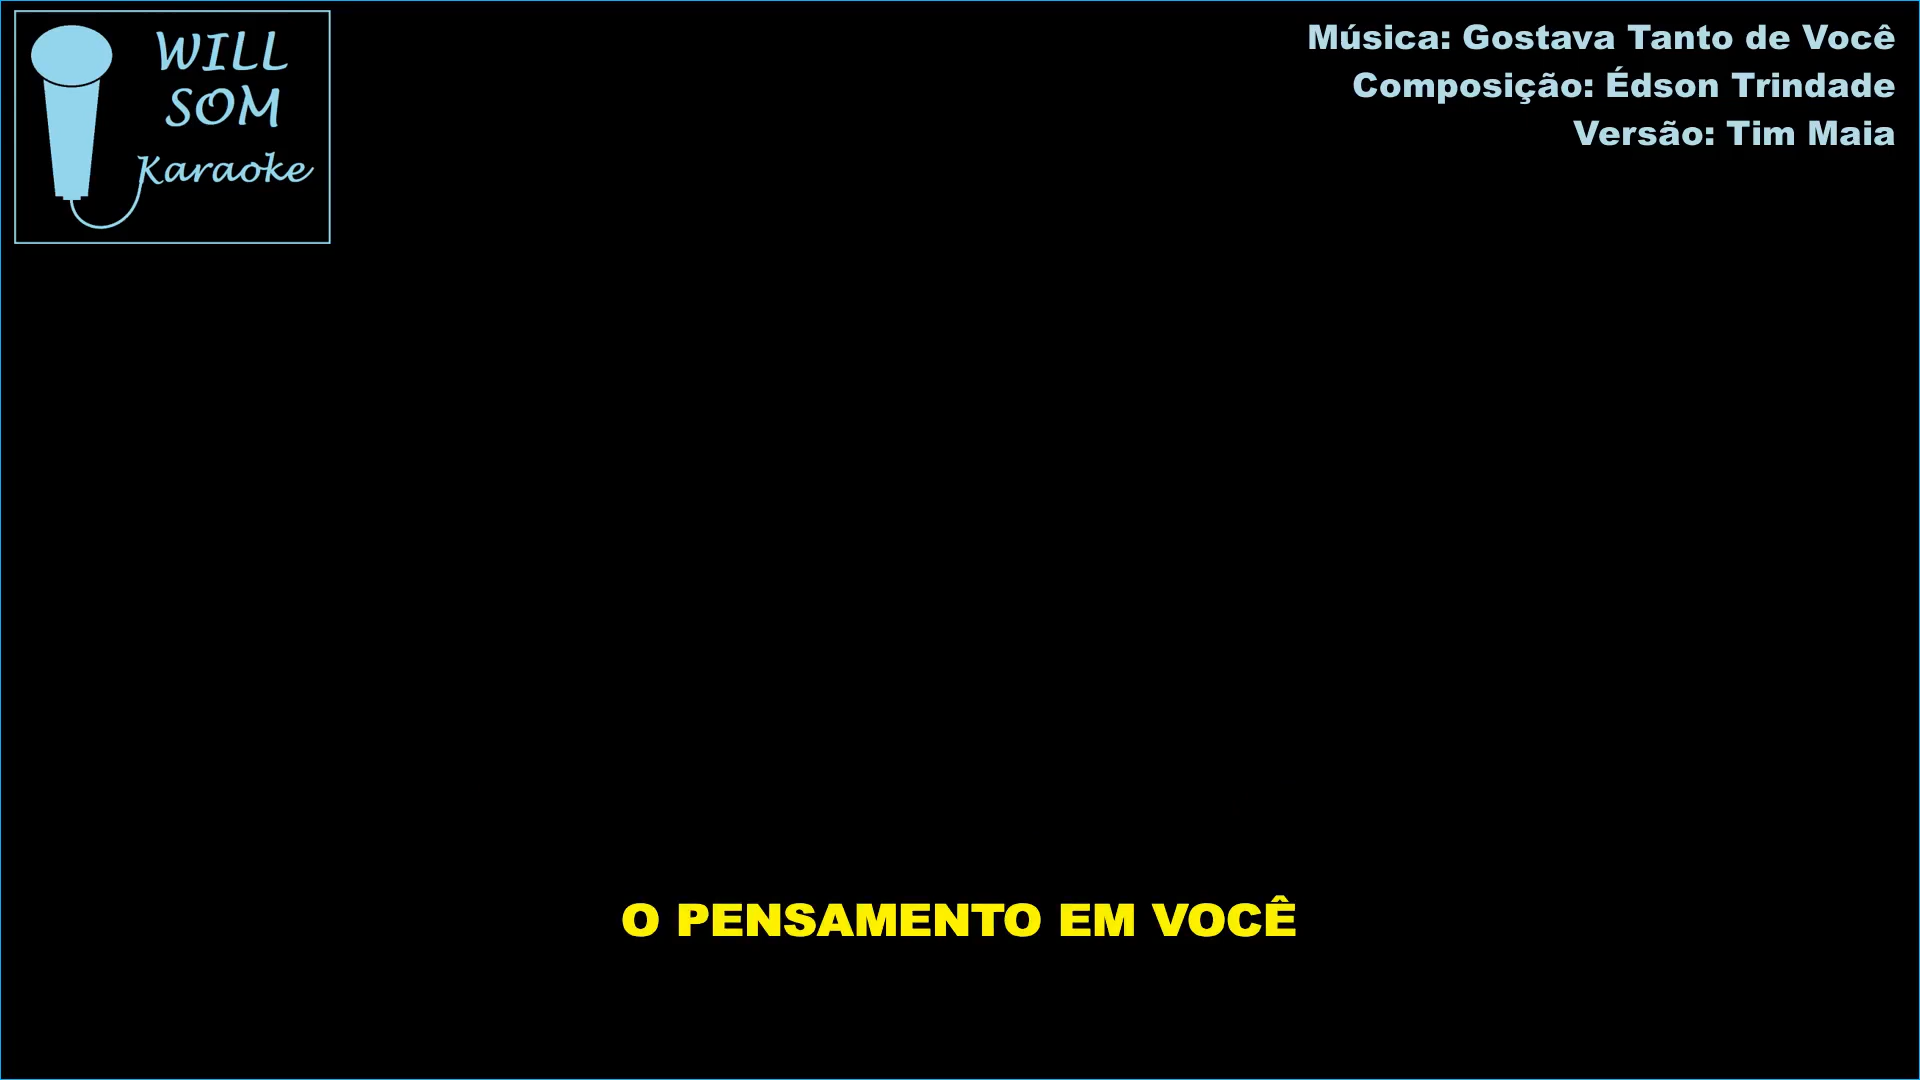 WILL
SOM
Karaoke
Música: Gostava Tanto de Você
Composição: Édson Trindade
Versão: Tim Maia
O PENSAMENTO EM VOCÊ